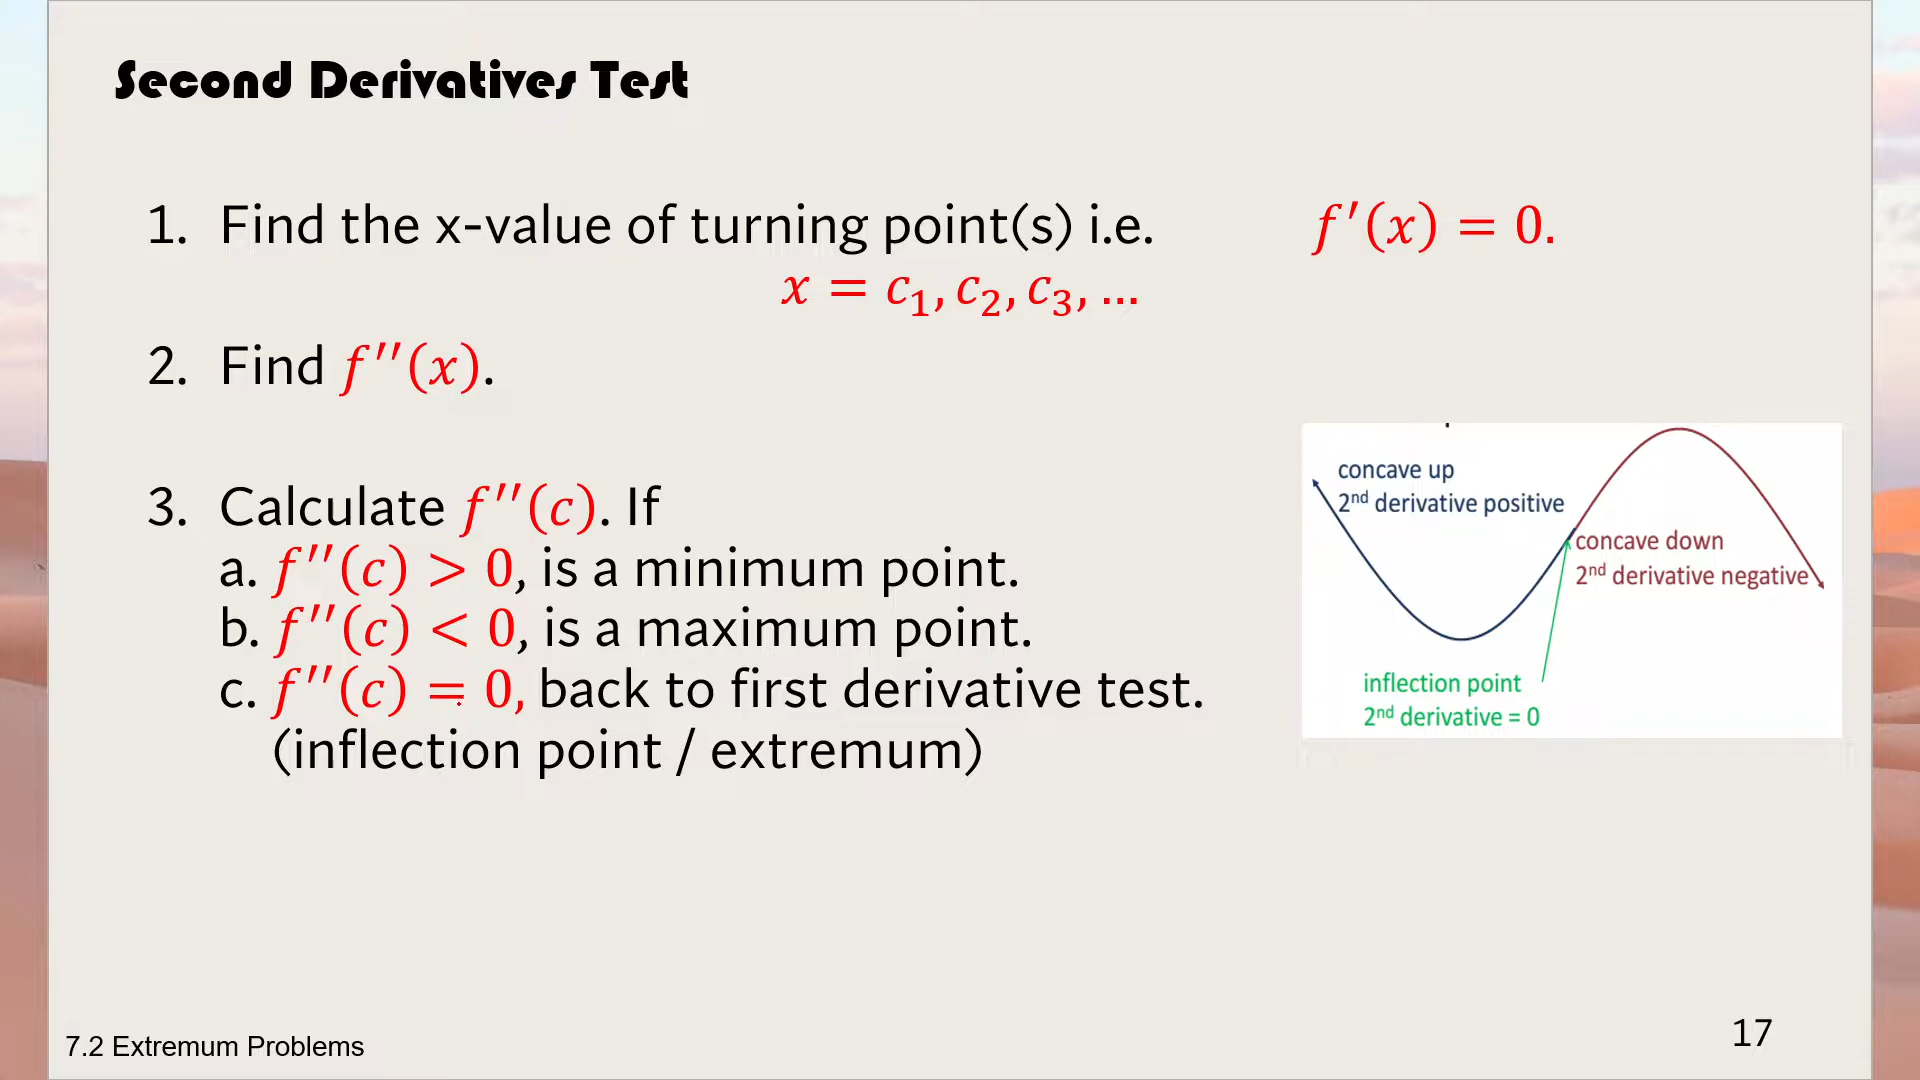 Second Derivatives Test
1. Find the x-value of turning point(s) i.e. f′(x) = 0.
x = c₁, c₂, c₃, …
2. Find f′′(x).
3. Calculate f′′(c). If
a. f′′(c) > 0, is a minimum point.
b. f′′(c) < 0, is a maximum point.
c. f′′(c) = 0, back to first derivative test.
(inflection point / extremum)
concave up
2nd derivative positive
concave down
2nd derivative negative
inflection point
2nd derivative = 0
7.2 Extremum Problems
17